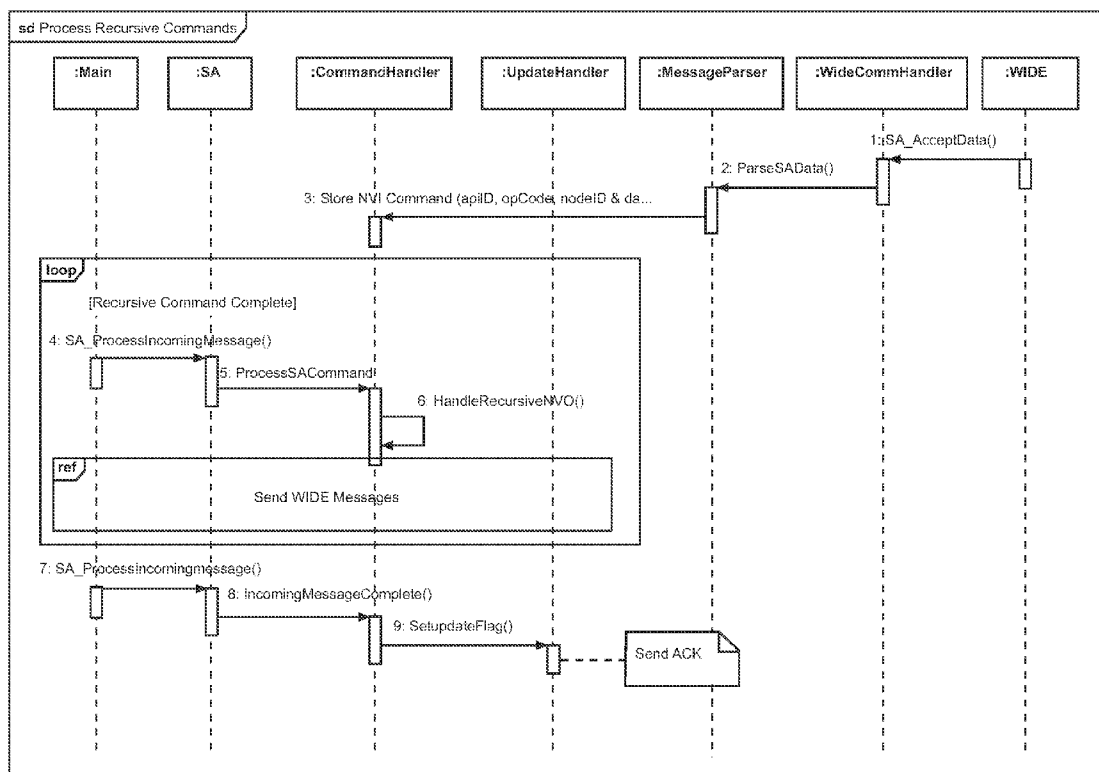 sd Process Recursive Commands
:Main
:SA
:CommandHandler
:UpdateHandler
:MessageParser
:WideCommHandler
:WIDE
1: SA_AcceptData()
2: ParseSAData()
3: Store NVI Command (apiID, opCode, nodeID & da...
loop
[Recursive Command Complete]
4: SA_ProcessIncomingMessage()
5: ProcessSACommand
6: HandleRecursiveNVO()
ref
Send WIDE Messages
7: SA_ProcessIncomingmessage()
8: IncomingMessageComplete()
9: SetupdateFlag()
Send ACK